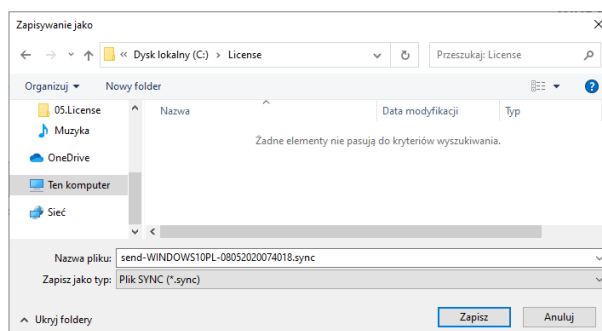 Zapisywanie jako
« Dysk lokalny (C:) › License
Przeszukaj: License
Organizuj Nowy folder
Nazwa Data modyfikacji Typ
05.License
Muzyka
OneDrive
Ten komputer
Sieć
Żadne elementy nie pasują do kryteriów wyszukiwania.
Nazwa pliku: send-WINDOWS10PL-08052020074018.sync
Zapisz jako typ: Plik SYNC (*.sync)
Ukryj foldery Zapisz Anuluj